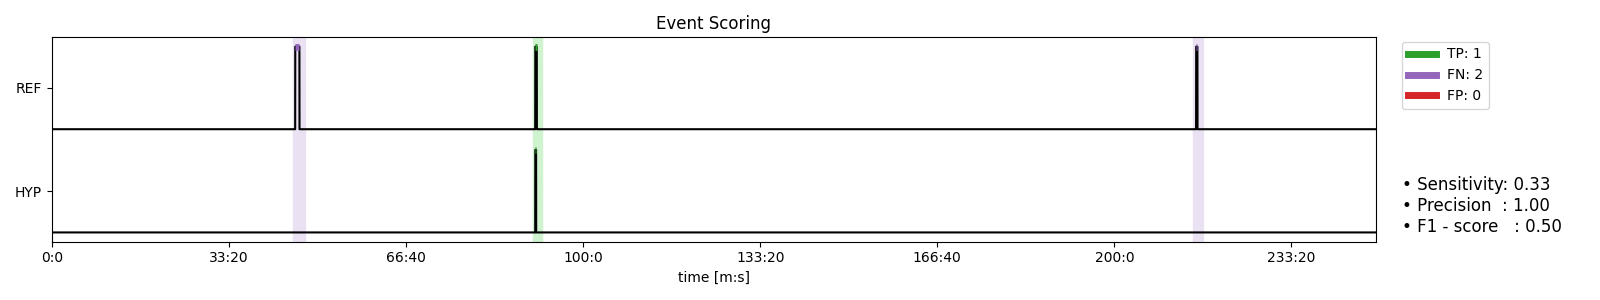 Event Scoring
REF
HYP
TP: 1
FN: 2
FP: 0
• Sensitivity: 0.33
• Precision : 1.00
• F1 - score : 0.50
0:0 33:20 66:40 100:0 133:20 166:40 200:0 233:20
time [m:s]